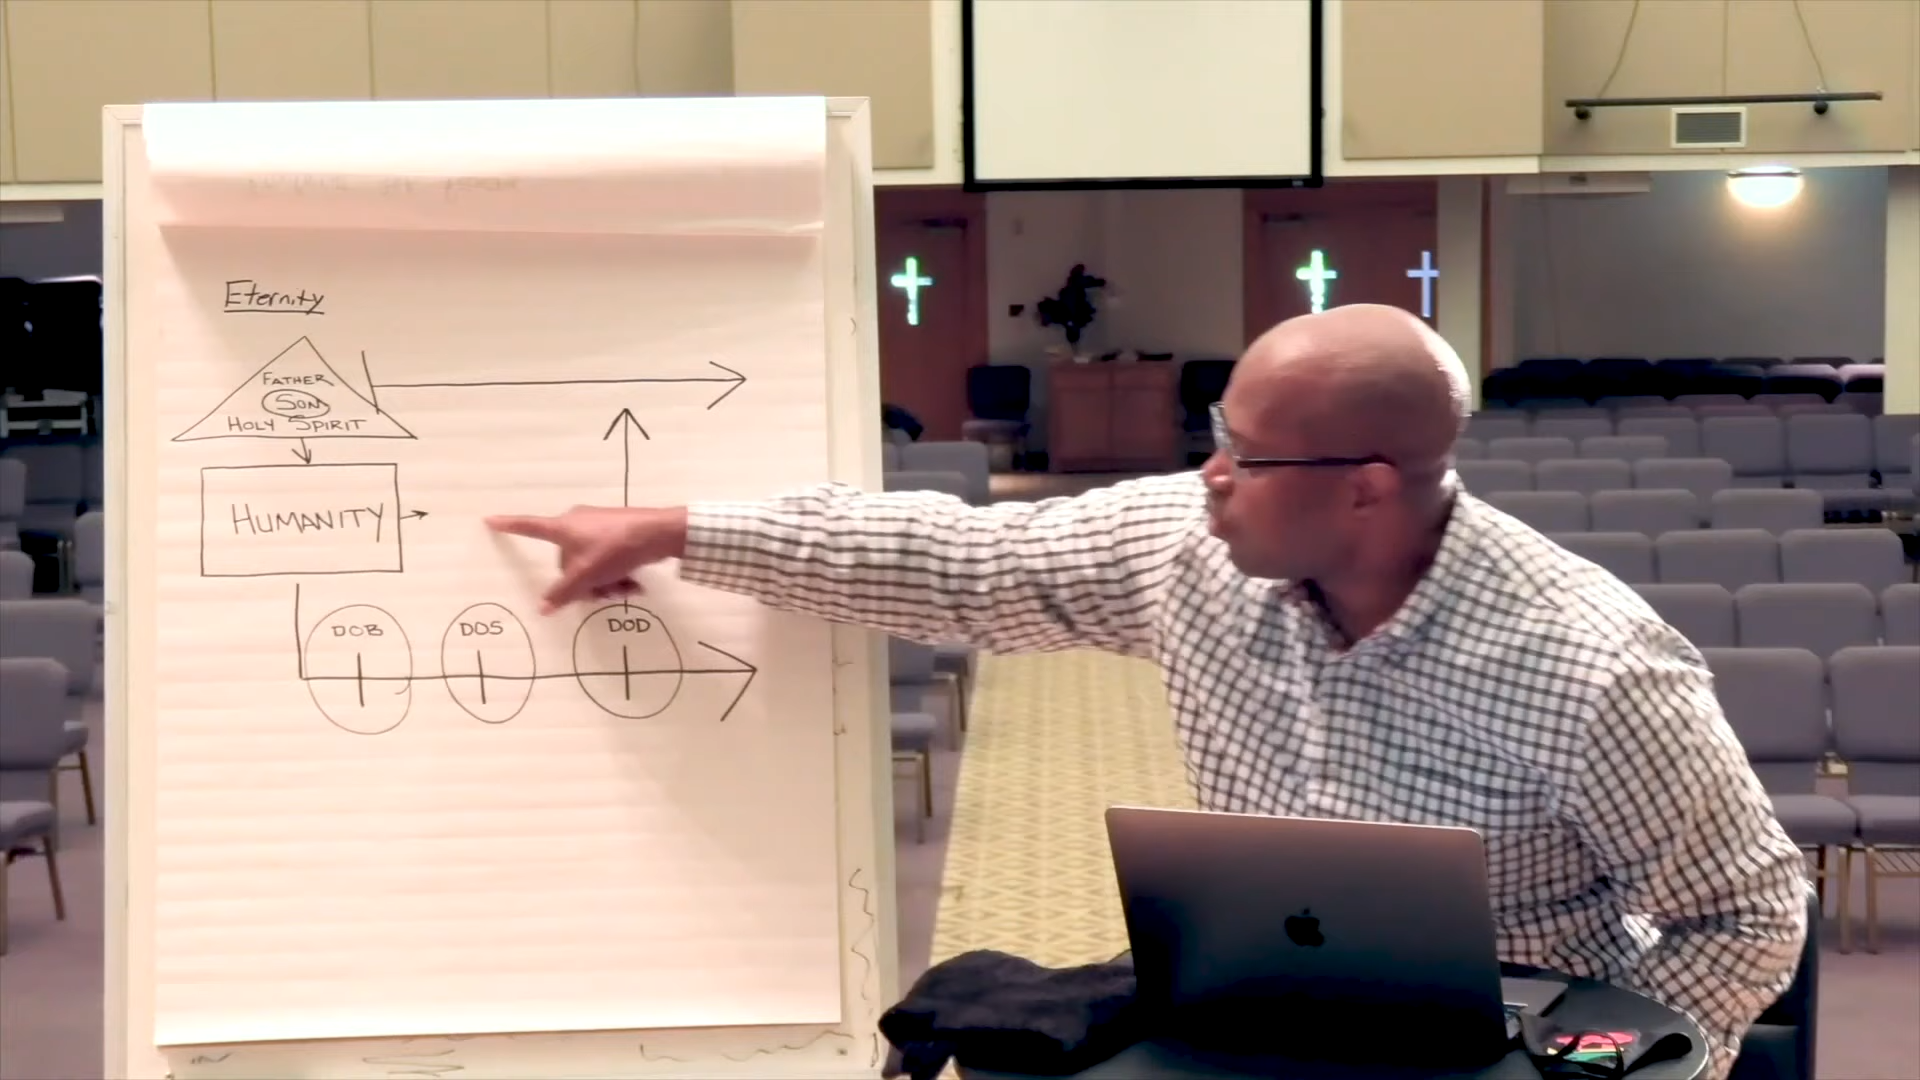 Eternity
FATHER
SON
HOLY SPIRIT
HUMANITY
DOB DOS DOD